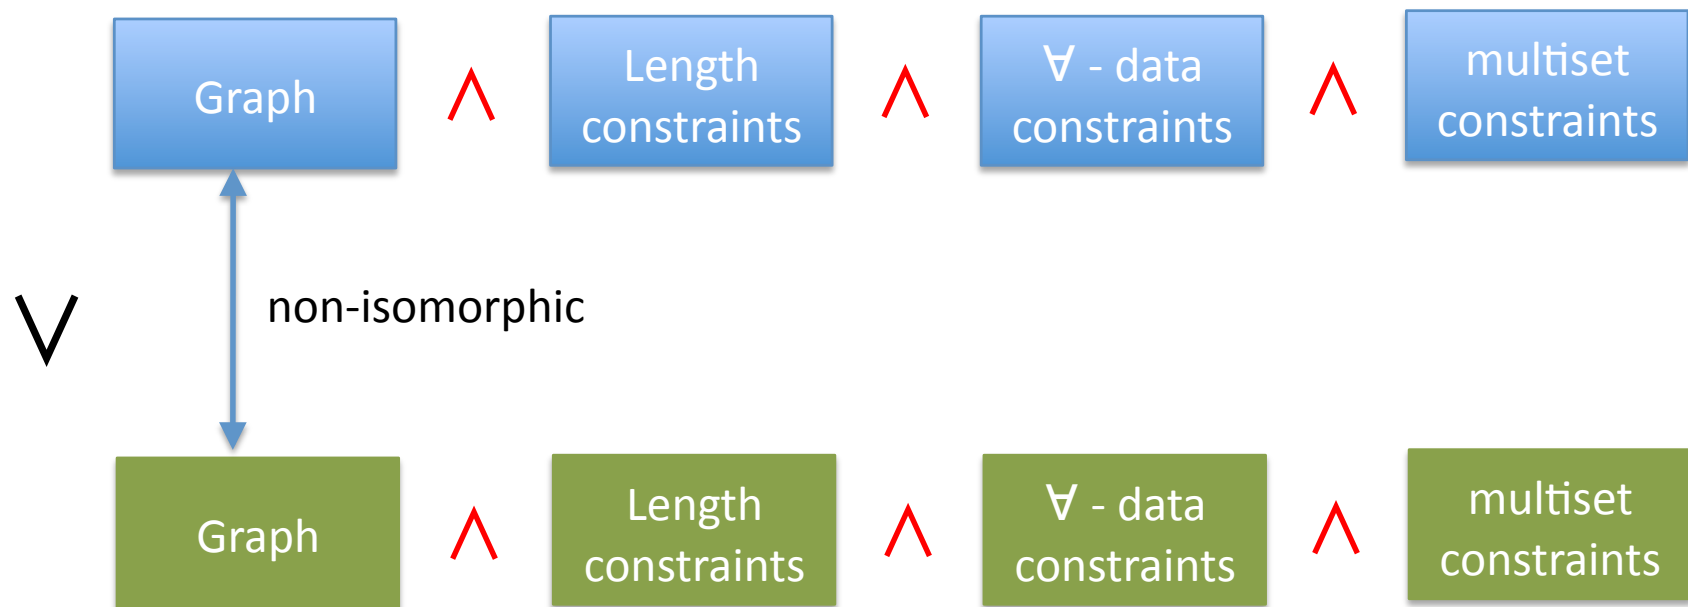 Graph ∧ Length constraints ∧ ∀ - data constraints ∧ multiset constraints
∨ non-isomorphic
Graph ∧ Length constraints ∧ ∀ - data constraints ∧ multiset constraints